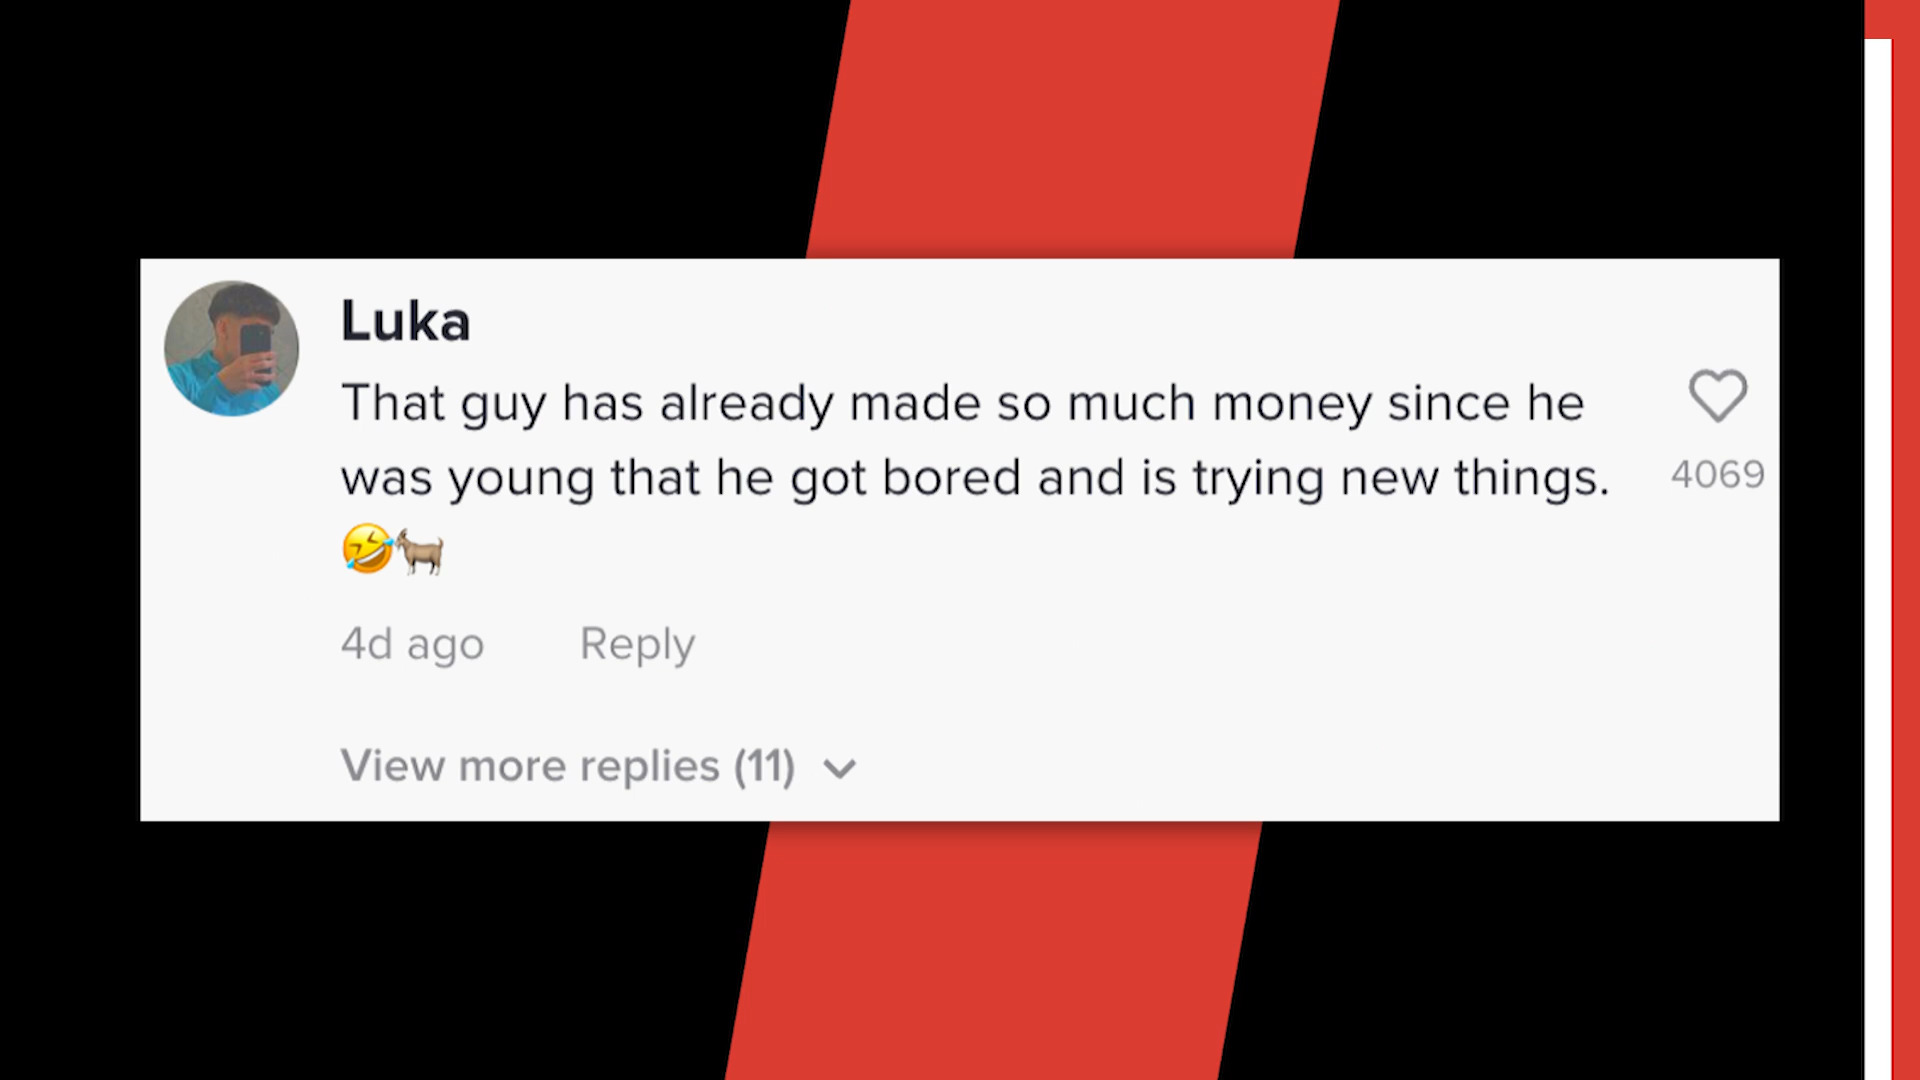 Luka
That guy has already made so much money since he
was young that he got bored and is trying new things.
🤣🐐
4069
4d ago Reply
View more replies (11)